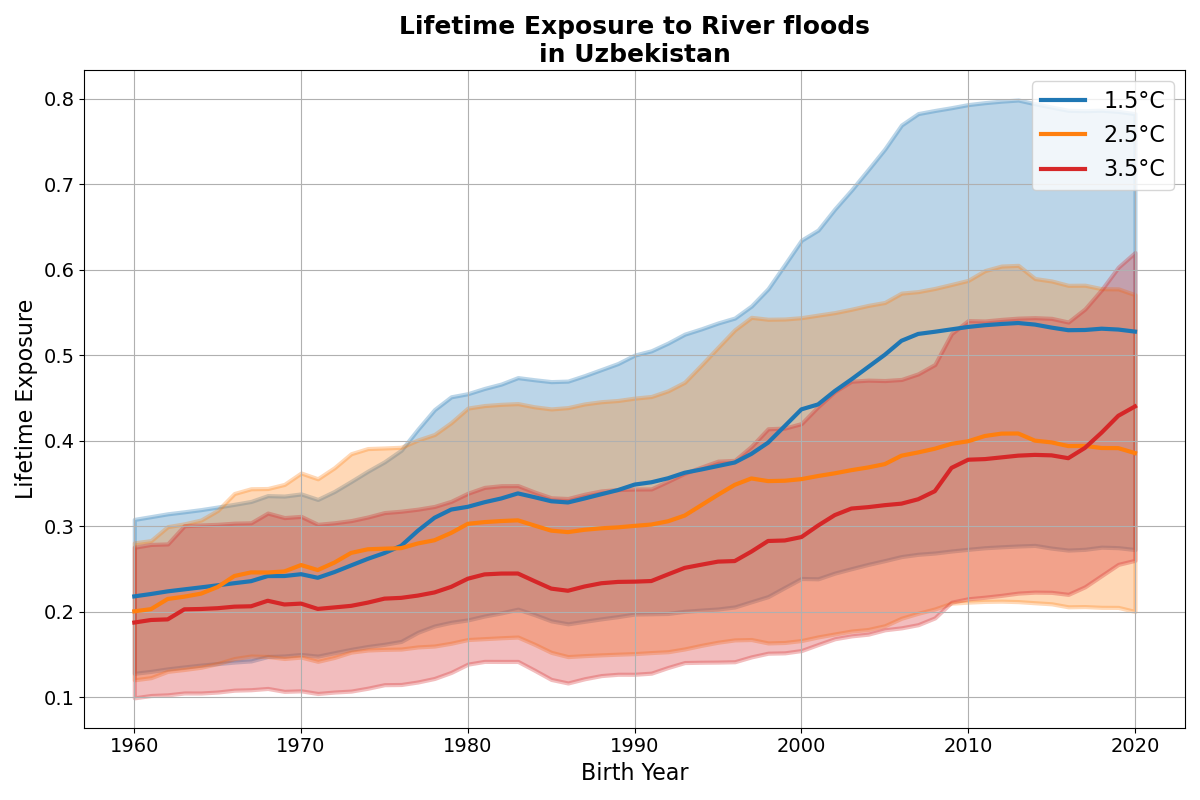 Lifetime Exposure to River floods
in Uzbekistan
1.5°C
2.5°C
3.5°C
Lifetime Exposure
0.8
0.7
0.6
0.5
0.4
0.3
0.2
0.1
1960
1970
1980
1990
2000
2010
2020
Birth Year